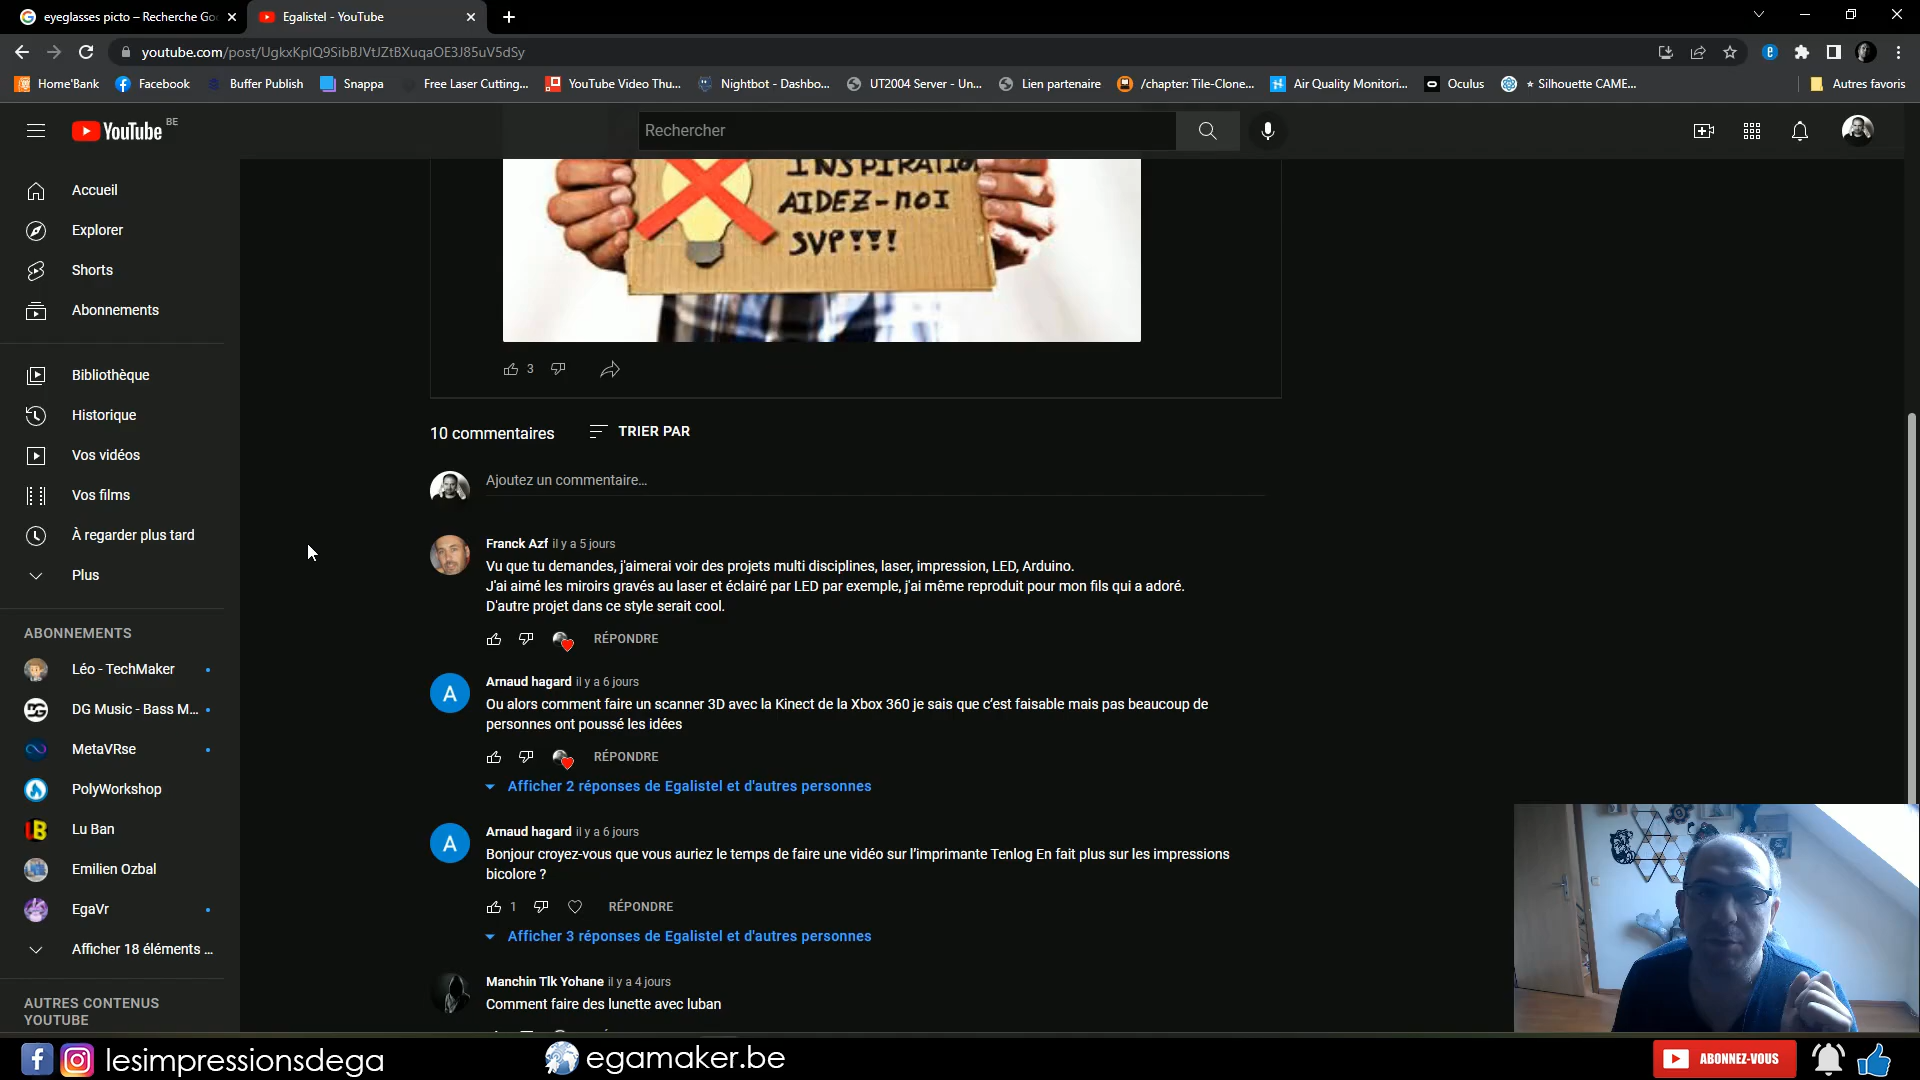 eyeglasses picto – Recherche Go
Egalistel - YouTube
youtube.com/post/UgkxKpIQ9SibBJVtJZtBXuqaOE3J85uV5dSy
Home'Bank
Facebook
Buffer Publish
Snappa
Free Laser Cutting...
YouTube Video Thu...
Nightbot - Dashbo...
UT2004 Server - Un...
Lien partenaire
/chapter: Tile-Clone...
Air Quality Monitori...
Oculus
⋆ Silhouette CAME...
Autres favoris
YouTube BE
Rechercher
INSPIRATION
AIDEZ-MOI
SVP!!!
Accueil
Explorer
Shorts
Abonnements
Bibliothèque
Historique
Vos vidéos
Vos films
À regarder plus tard
Plus
ABONNEMENTS
Léo - TechMaker
DG Music - Bass M...
MetaVRse
PolyWorkshop
Lu Ban
Emilien Ozbal
EgaVr
Afficher 18 éléments ...
AUTRES CONTENUS
YOUTUBE
3
10 commentaires
TRIER PAR
Ajoutez un commentaire...
Franck Azf il y a 5 jours
Vu que tu demandes, j'aimerai voir des projets multi disciplines, laser, impression, LED, Arduino.
J'ai aimé les miroirs gravés au laser et éclairé par LED par exemple, j'ai même reproduit pour mon fils qui a adoré.
D'autre projet dans ce style serait cool.
RÉPONDRE
A
Arnaud hagard il y a 6 jours
Ou alors comment faire un scanner 3D avec la Kinect de la Xbox 360 je sais que c’est faisable mais pas beaucoup de
personnes ont poussé les idées
RÉPONDRE
Afficher 2 réponses de Egalistel et d'autres personnes
A
Arnaud hagard il y a 6 jours
Bonjour croyez-vous que vous auriez le temps de faire une vidéo sur l’imprimante Tenlog En fait plus sur les impressions
bicolore ?
1
RÉPONDRE
Afficher 3 réponses de Egalistel et d'autres personnes
Manchin Tlk Yohane il y a 4 jours
Comment faire des lunette avec luban
lesimpressionsdega
egamaker.be
ABONNEZ-VOUS